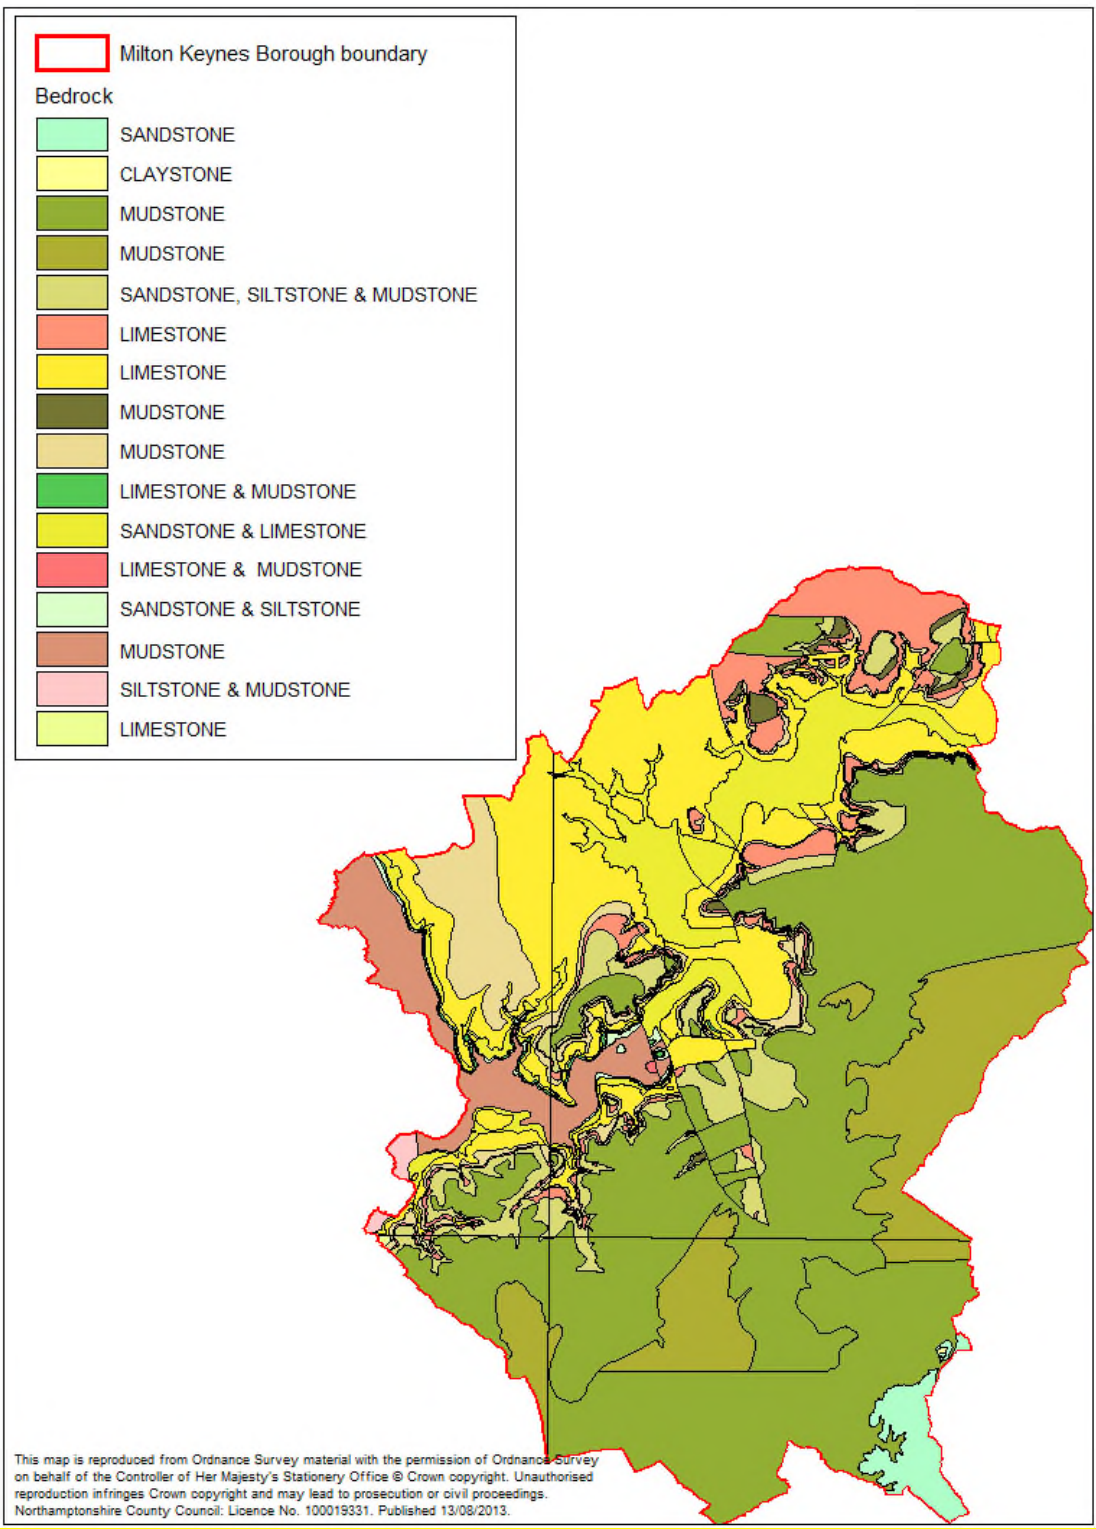 Milton Keynes Borough boundary
Bedrock
SANDSTONE
CLAYSTONE
MUDSTONE
MUDSTONE
SANDSTONE, SILTSTONE & MUDSTONE
LIMESTONE
LIMESTONE
MUDSTONE
MUDSTONE
LIMESTONE & MUDSTONE
SANDSTONE & LIMESTONE
LIMESTONE & MUDSTONE
SANDSTONE & SILTSTONE
MUDSTONE
SILTSTONE & MUDSTONE
LIMESTONE
This map is reproduced from Ordnance Survey material with the permission of Ordnance Survey
on behalf of the Controller of Her Majesty's Stationery Office © Crown copyright. Unauthorised
reproduction infringes Crown copyright and may lead to prosecution or civil proceedings.
Northamptonshire County Council: Licence No. 100019331. Published 13/08/2013.